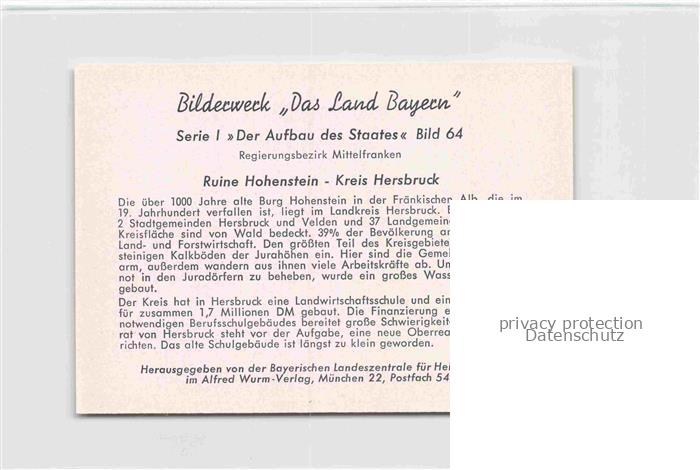 Bilderwerk „Das Land Bayern"
Serie I »Der Aufbau des Staates« Bild 64
Regierungsbezirk Mittelfranken
Ruine Hohenstein - Kreis Hersbruck
Die über 1000 Jahre alte Burg Hohenstein in der Fränkischen Alb, die im
19. Jahrhundert verfallen ist, liegt im Landkreis Hersbruck.
2 Stadtgemeinden Hersbruck und Velden und 37 Landgemein
Kreisfläche sind von Wald bedeckt. 39% der Bevölkerung
Land- und Forstwirtschaft. Den größten Teil des Kreisgebiete
steinigen Kalkböden der Jurahöhen ein. Hier sind die Gemei
arm, außerdem wandern aus ihnen viele Arbeitskräfte ab. Un
not in den Juradörfern zu beheben, wurde ein großes Wass
gebaut.
Der Kreis hat in Hersbruck eine Landwirtschaftsschule und ein
für zusammen 1,7 Millionen DM gebaut. Die Finanzierung e
notwendigen Berufsschulgebäudes bereitet große Schwierigkeit
rat von Hersbruck steht vor der Aufgabe, eine neue Oberrea
richten. Das alte Schulgebäude ist längst zu klein geworden.
Herausgegeben von der Bayerischen Landeszentrale für Hei
im Alfred Wurm-Verlag, München 22, Postfach 54
privacy protection
Datenschutz